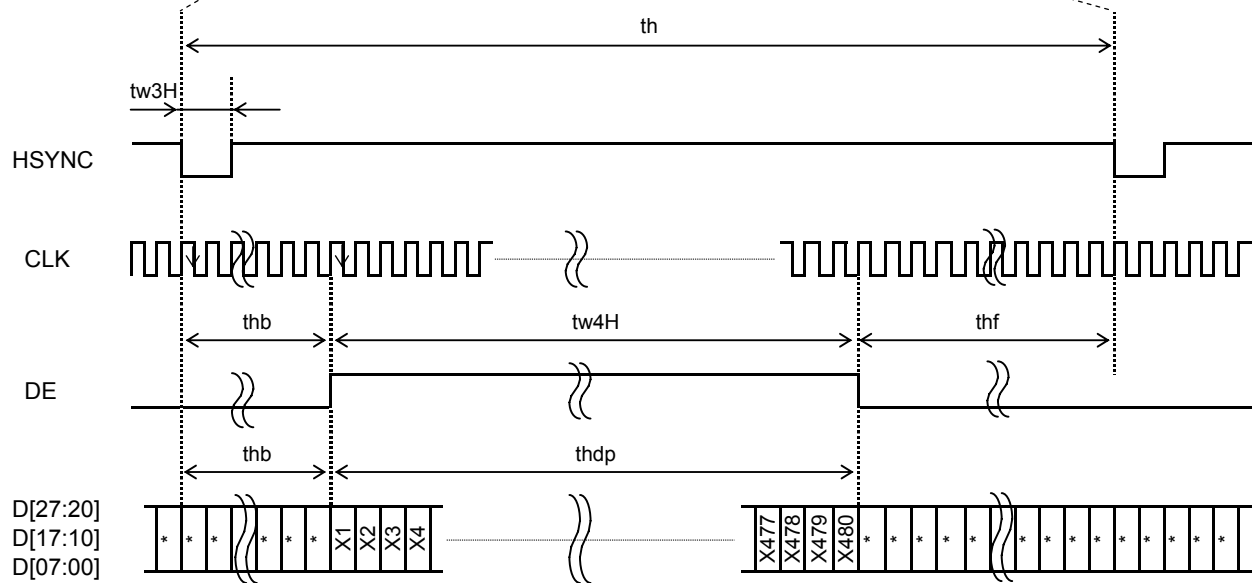 th
tw3H
HSYNC
CLK
thb tw4H thf
DE
thb thdp
D[27:20]
D[17:10]
D[07:00]
* * * * * * X1 X2 X3 X4 X477 X478 X479 X480 * * * * * * * * * * * * * *